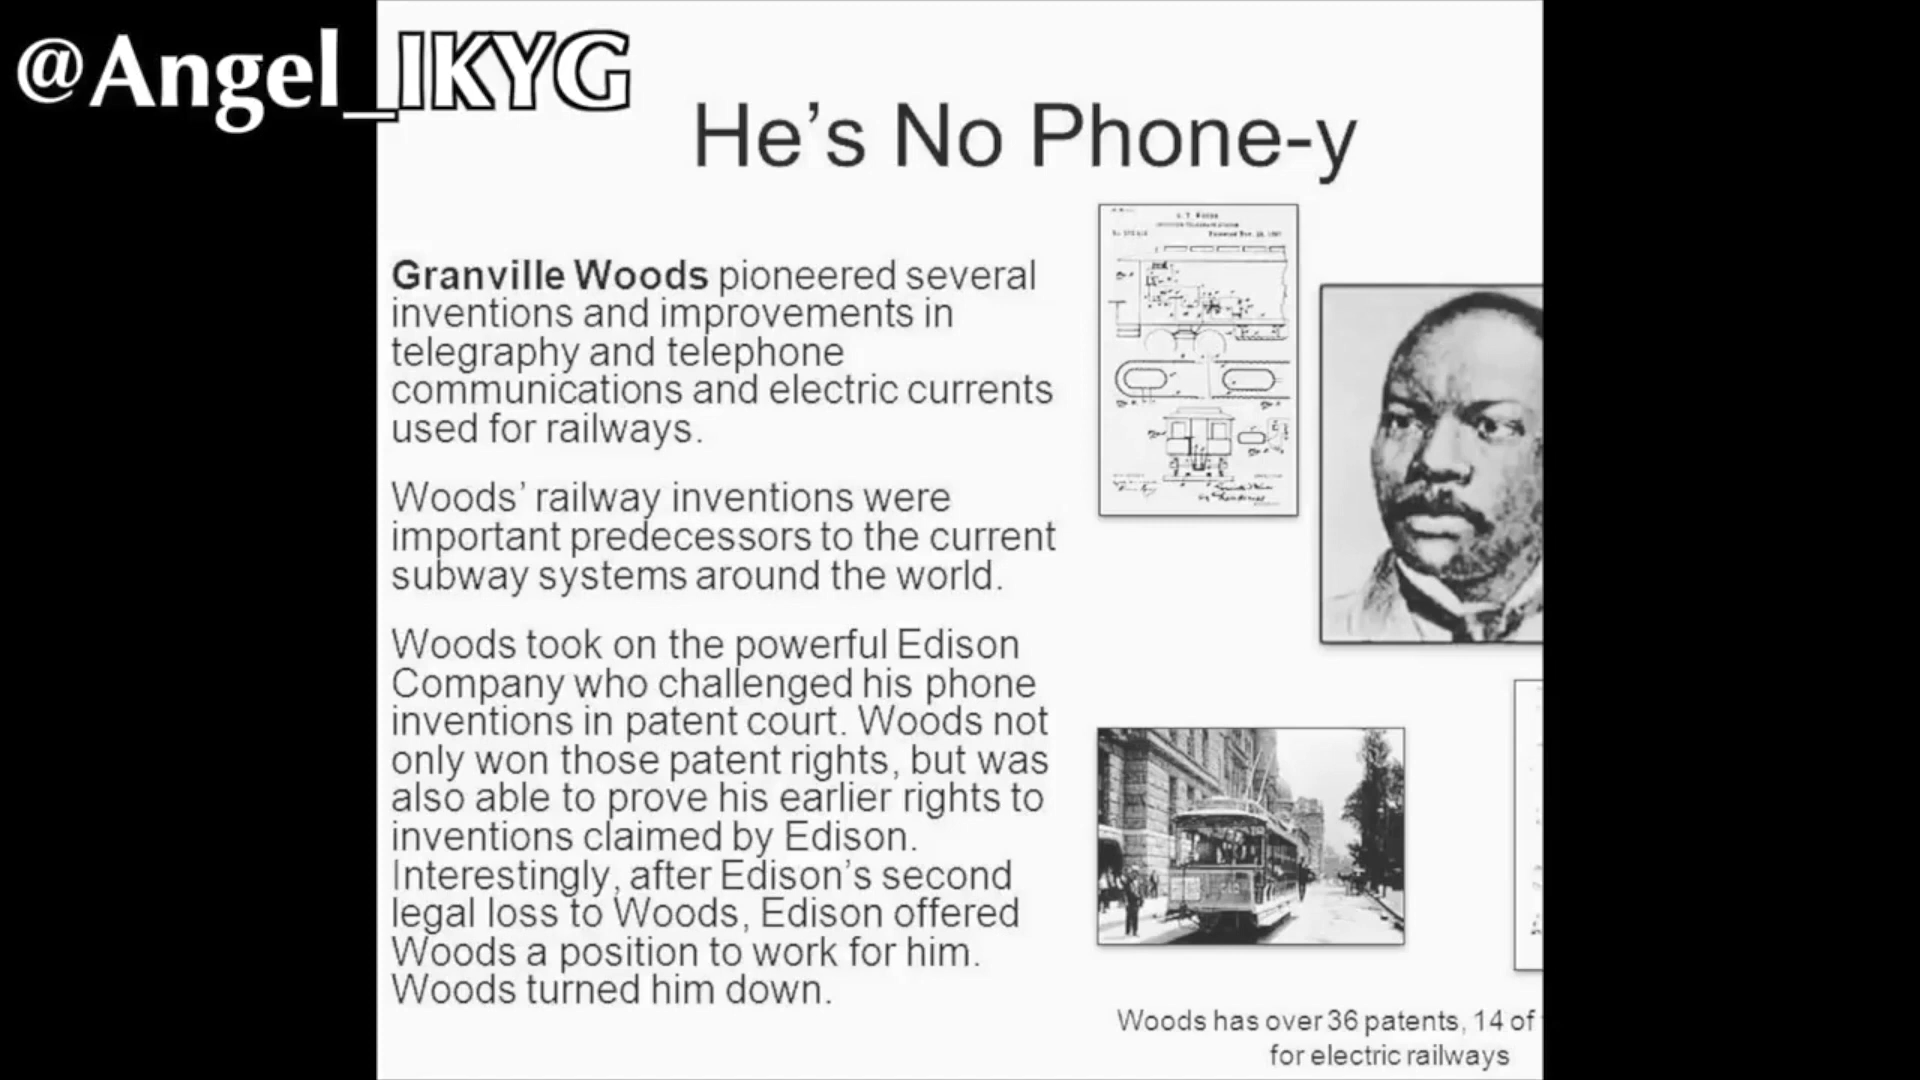 @Angel_IKYG
He's No Phone-y
Granville Woods pioneered several
inventions and improvements in
telegraphy and telephone
communications and electric currents
used for railways.
Woods' railway inventions were
important predecessors to the current
subway systems around the world.
Woods took on the powerful Edison
Company who challenged his phone
inventions in patent court. Woods not
only won those patent rights, but was
also able to prove his earlier rights to
inventions claimed by Edison.
Interestingly, after Edison's second
legal loss to Woods, Edison offered
Woods a position to work for him.
Woods turned him down.
Woods has over 36 patents, 14 of
for electric railways